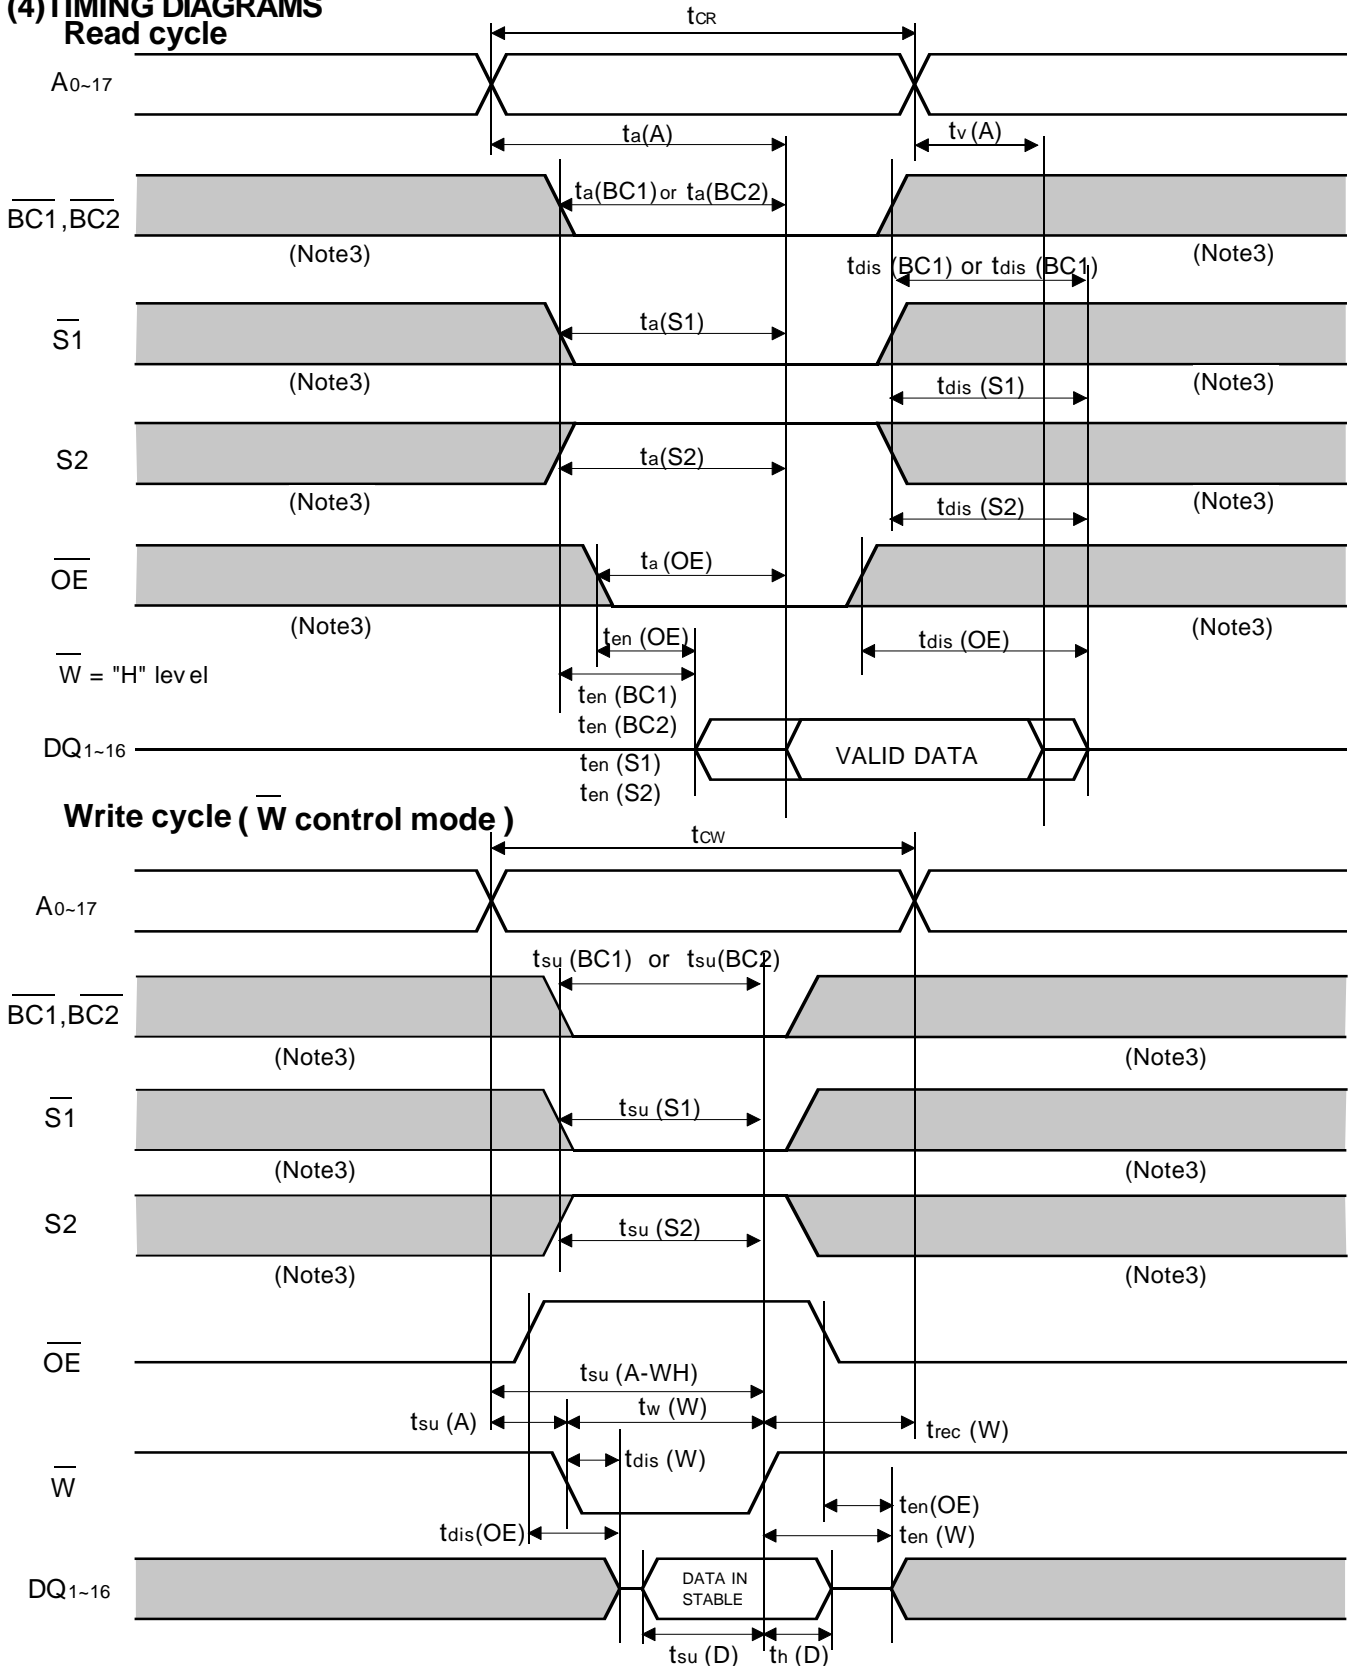 (4)TIMING DIAGRAMS
Read cycle
tCR
A0~17
ta(A)
tv (A)
BC1,BC2
ta(BC1) or ta(BC2)
(Note3)
(Note3)
tdis (BC1) or tdis (BC1)
S1
ta(S1)
(Note3)
tdis (S1)
(Note3)
S2
ta(S2)
(Note3)
tdis (S2)
(Note3)
OE
ta (OE)
(Note3)
ten (OE)
tdis (OE)
(Note3)
W = "H" level
ten (BC1)
ten (BC2)
DQ1~16
ten (S1)
ten (S2)
VALID DATA
Write cycle ( W control mode )
tCW
A0~17
tsu (BC1) or tsu(BC2)
BC1,BC2
(Note3)
(Note3)
S1
tsu (S1)
(Note3)
(Note3)
S2
tsu (S2)
(Note3)
(Note3)
OE
tsu (A-WH)
tsu (A)
tw (W)
trec (W)
W
tdis (W)
ten(OE)
tdis(OE)
ten (W)
DQ1~16
DATA IN
STABLE
tsu (D)
th (D)